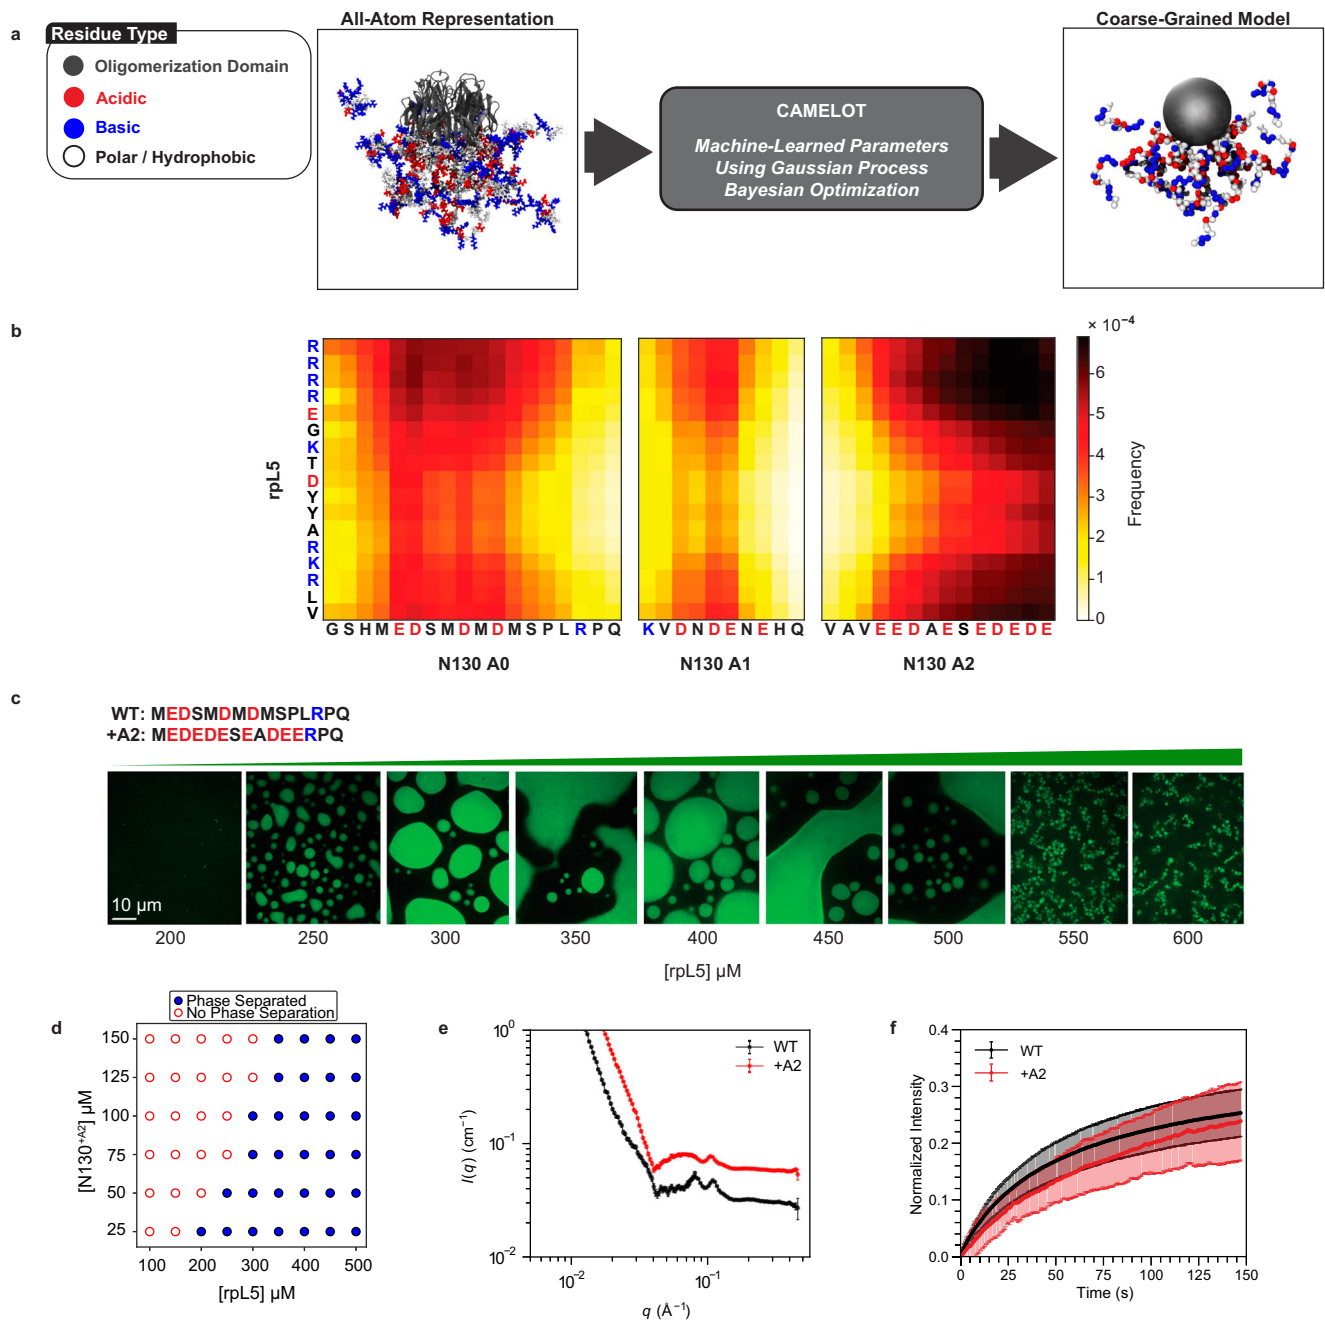 a
Residue Type
Oligomerization Domain
Acidic
Basic
Polar / Hydrophobic
All-Atom Representation
CAMELOT
Machine-Learned Parameters
Using Gaussian Process
Bayesian Optimization
Coarse-Grained Model
b
rpL5
R
R
R
R
E
G
K
T
D
Y
Y
A
R
K
R
L
V
G S H M E D S M D M D M S P L R P Q
K V D N D E N E H Q
V A V E E D A E S E D E D E
N130 A0
N130 A1
N130 A2
× 10⁻⁴
6
5
4
3
2
1
0
Frequency
c
WT: MEDSMDMDMSPLRPQ
+A2: MEDEDESEADEERPQ
10 µm
200 250 300 350 400 450 500 550 600
[rpL5] µM
d
Phase Separated
No Phase Separation
[N130⁺ᴬ²] µM
150
125
100
75
50
25
100 200 300 400 500
[rpL5] µM
e
WT
+A2
I(q) (cm⁻¹)
10⁰
10⁻¹
10⁻²
10⁻² 10⁻¹
q (Å⁻¹)
f
WT
+A2
Normalized Intensity
0.4
0.3
0.2
0.1
0.0
0 25 50 75 100 125 150
Time (s)